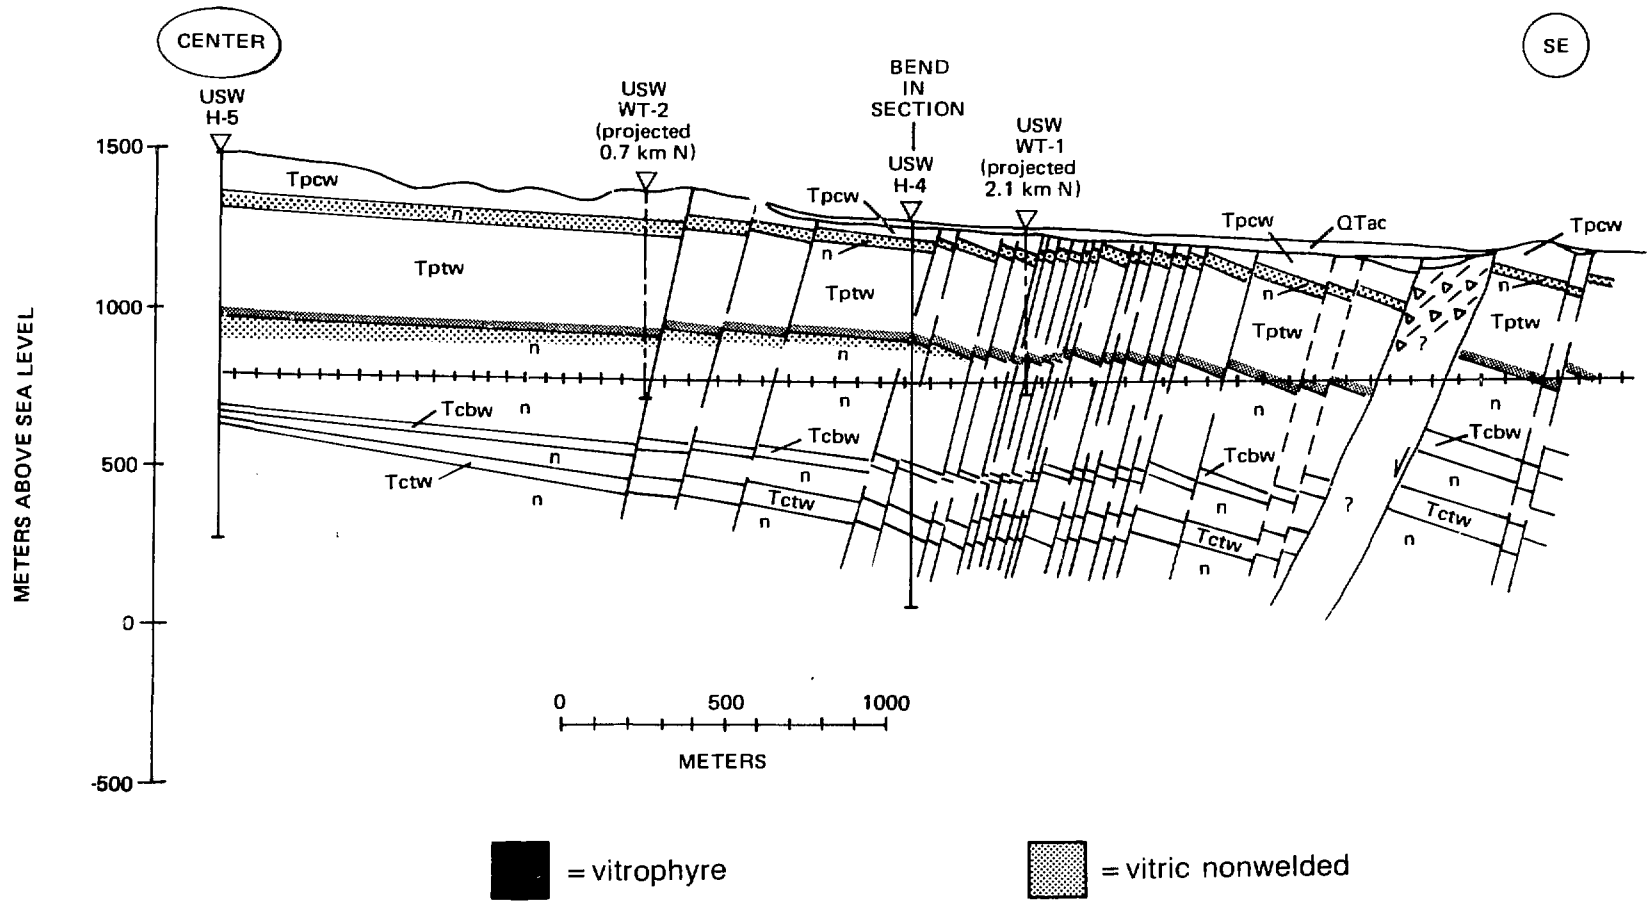 CENTER
SE
USW
H-5
USW
WT-2
(projected
0.7 km N)
BEND
IN
SECTION
USW
H-4
USW
WT-1
(projected
2.1 km N)
METERS ABOVE SEA LEVEL
1500
1000
500
0
-500
Tpcw
Tpcw
Tpcw
QTac
Tpcw
n
n
n
n
Tptw
Tptw
Tptw
Tptw
?
n
n
n
n
n
n
Tcbw
Tcbw
Tcbw
Tcbw
n
n
n
n
Tctw
Tctw
Tctw
Tctw
?
n
n
n
n
0 500 1000
METERS
= vitrophyre
= vitric nonwelded